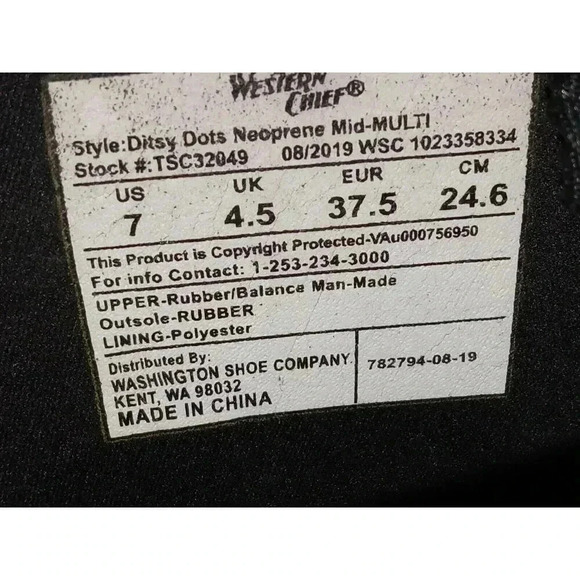 WESTERN
CHIEF®
Style:Ditsy Dots Neoprene Mid-MULTI
Stock #:TSC32049 08/2019 WSC 1023358334
US UK EUR CM
7 4.5 37.5 24.6
This Product is Copyright Protected-VAu000756950
For info Contact: 1-253-234-3000
UPPER-Rubber/Balance Man-Made
Outsole-RUBBER
LINING-Polyester
Distributed By:
WASHINGTON SHOE COMPANY
KENT, WA 98032
MADE IN CHINA
782794-08-19